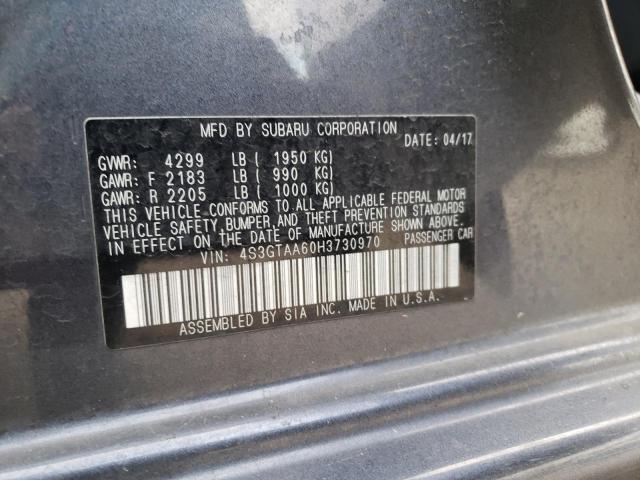 MFD BY SUBARU CORPORATION
DATE: 04/17
GVWR: 4299 LB ( 1950 KG)
GAWR: F 2183 LB ( 990 KG)
GAWR: R 2205 LB ( 1000 KG)
THIS VEHICLE CONFORMS TO ALL APPLICABLE FEDERAL MOTOR
VEHICLE SAFETY, BUMPER, AND THEFT PREVENTION STANDARDS
IN EFFECT ON THE DATE OF MANUFACTURE SHOWN ABOVE.
VIN: 4S3GTAA60H3730970 PASSENGER CAR
ASSEMBLED BY SIA INC. MADE IN U.S.A.